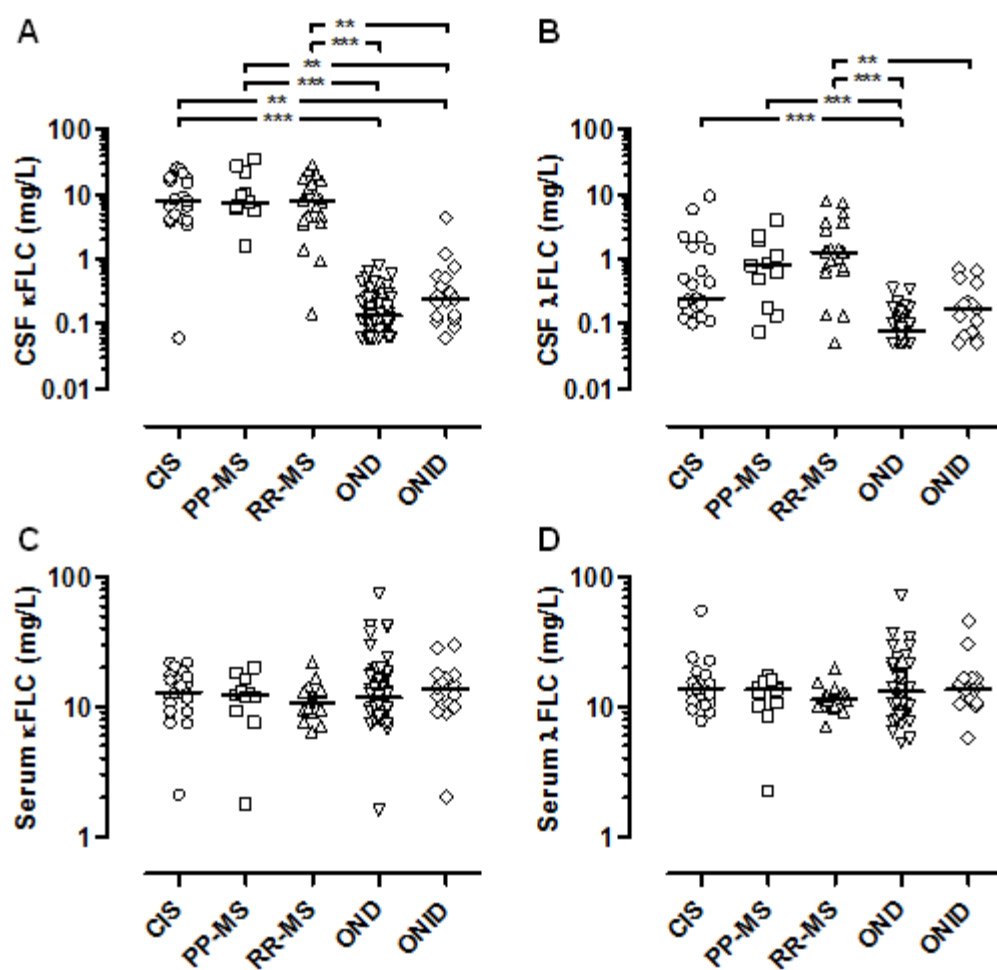 A
**
***
**
***
**
***
CSF κFLC (mg/L)
100
10
1
0.1
0.01
CIS
PP-MS
RR-MS
OND
ONID
B
**
***
***
***
CSF λ FLC (mg/L)
100
10
1
0.1
0.01
CIS
PP-MS
RR-MS
OND
ONID
C
Serum κFLC (mg/L)
100
10
1
CIS
PP-MS
RR-MS
OND
ONID
D
Serum λ FLC (mg/L)
100
10
1
CIS
PP-MS
RR-MS
OND
ONID